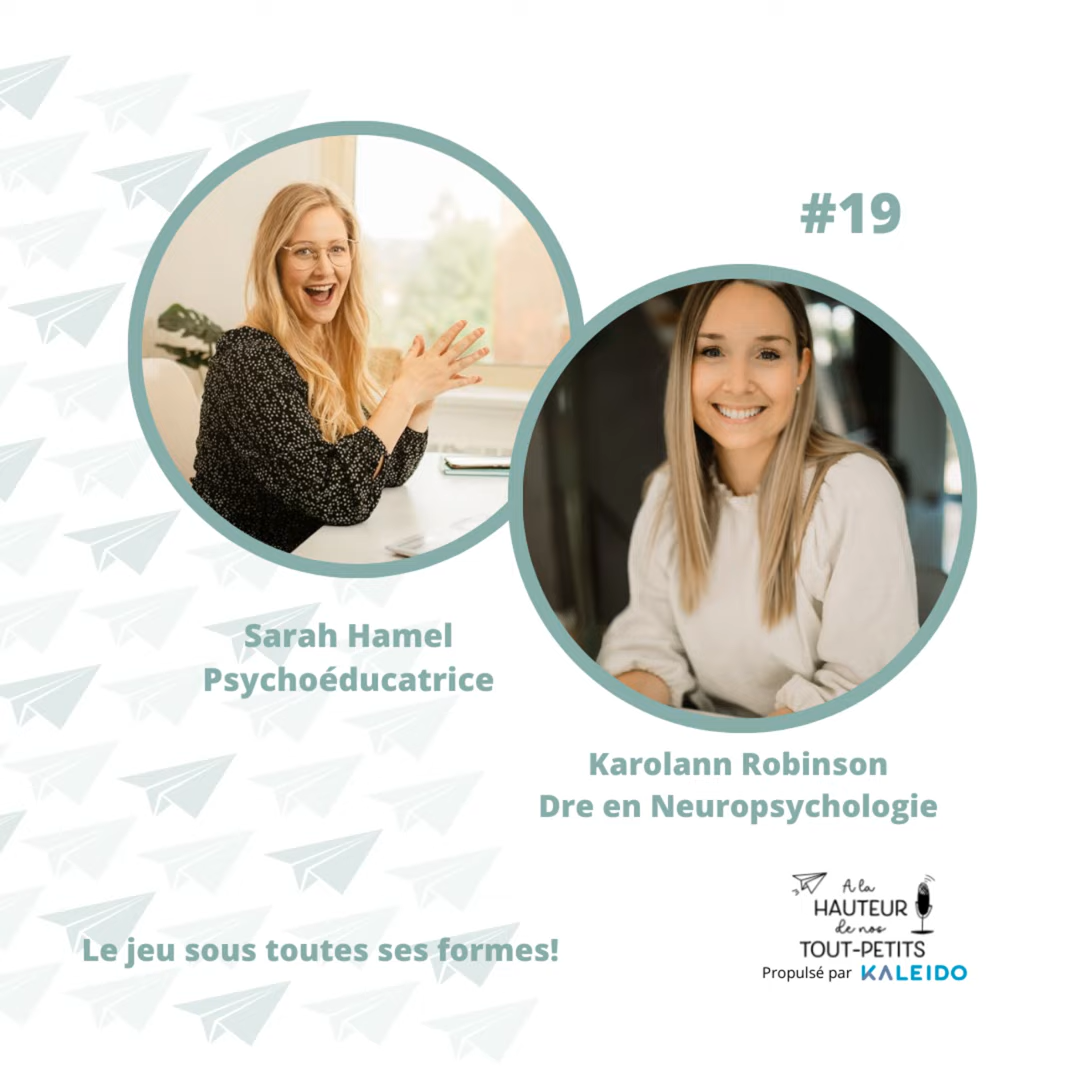 #19
Sarah Hamel
Psychoéducatrice
Karolann Robinson
Dre en Neuropsychologie
Le jeu sous toutes ses formes!
A la
HAUTEUR
de nos
TOUT-PETITS
Propulsé par KALEIDO